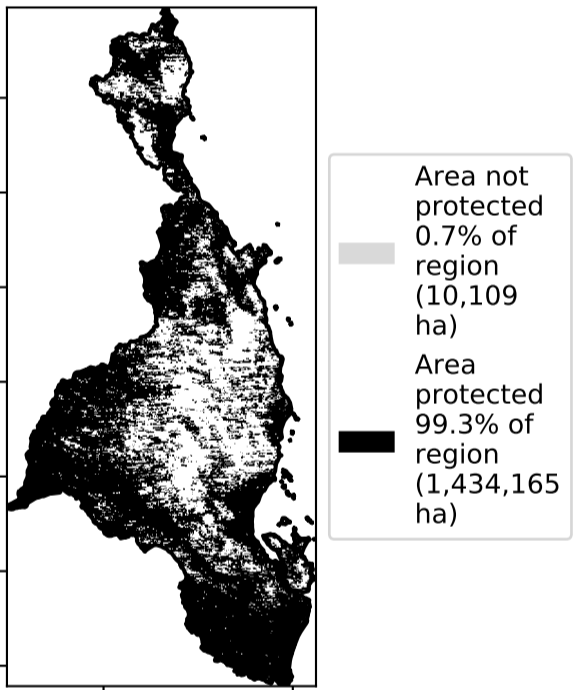 Area not
protected
0.7% of
region
(10,109
ha)
Area
protected
99.3% of
region
(1,434,165
ha)